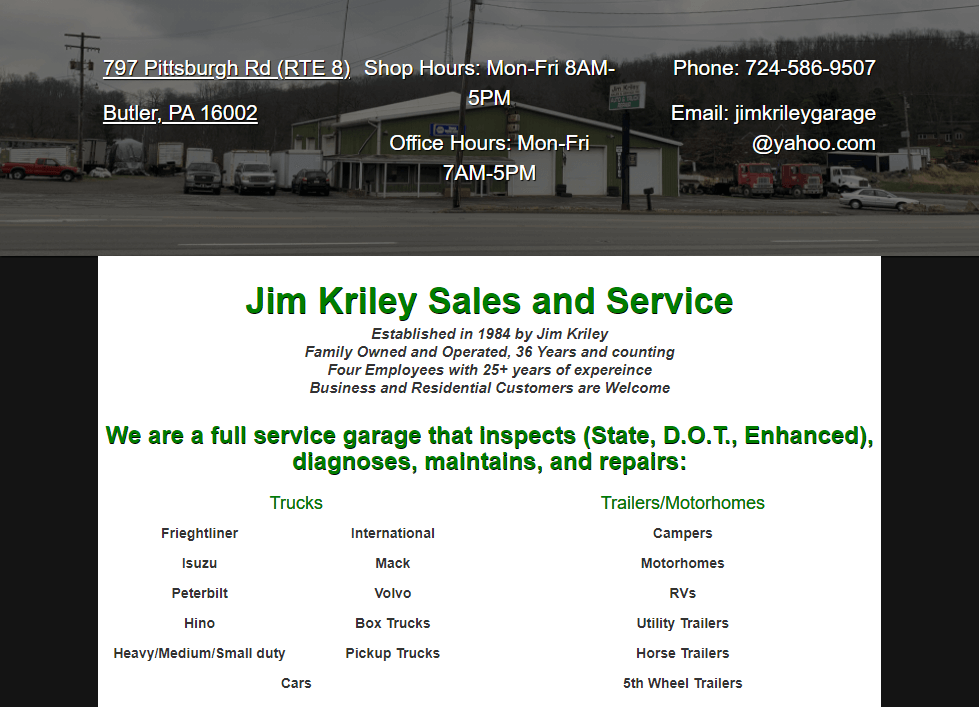 797 Pittsburgh Rd (RTE 8)
Butler, PA 16002
Shop Hours: Mon-Fri 8AM-
5PM
Office Hours: Mon-Fri
7AM-5PM
Phone: 724-586-9507
Email: jimkrileygarage
@yahoo.com
Jim Kriley Sales and Service
Established in 1984 by Jim Kriley
Family Owned and Operated, 36 Years and counting
Four Employees with 25+ years of expereince
Business and Residential Customers are Welcome
We are a full service garage that inspects (State, D.O.T., Enhanced),
diagnoses, maintains, and repairs:
Trucks
Trailers/Motorhomes
Frieghtliner International Campers
Isuzu Mack Motorhomes
Peterbilt Volvo RVs
Hino Box Trucks Utility Trailers
Heavy/Medium/Small duty Pickup Trucks Horse Trailers
Cars 5th Wheel Trailers